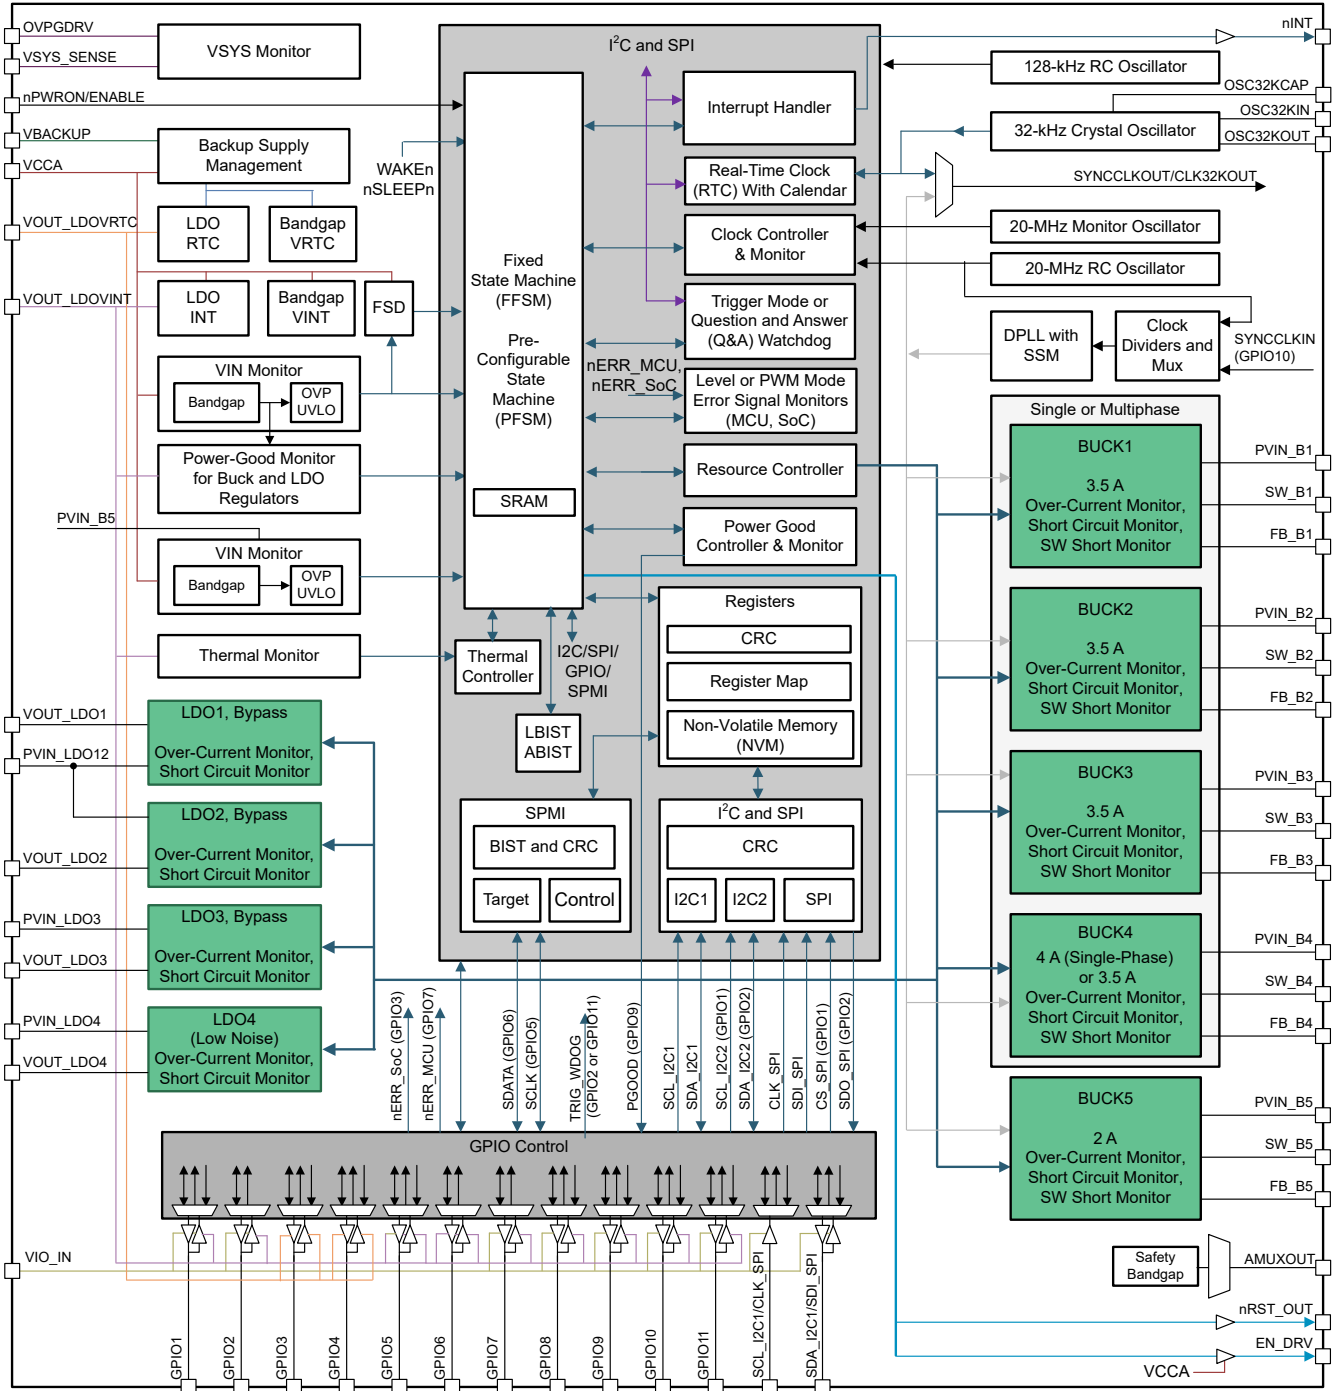 OVPGDRV
VSYS_SENSE
VSYS Monitor
nPWRON/ENABLE
VBACKUP
VCCA
Backup Supply
Management
WAKEn
nSLEEPn
VOUT_LDOVRTC
LDO
RTC
Bandgap
VRTC
VOUT_LDOVINT
LDO
INT
Bandgap
VINT
FSD
VIN Monitor
Bandgap
OVP
UVLO
Power-Good Monitor
for Buck and LDO
Regulators
PVIN_B5
VIN Monitor
Bandgap
OVP
UVLO
Thermal Monitor
VOUT_LDO1
PVIN_LDO12
LDO1, Bypass
Over-Current Monitor,
Short Circuit Monitor
VOUT_LDO2
LDO2, Bypass
Over-Current Monitor,
Short Circuit Monitor
PVIN_LDO3
VOUT_LDO3
LDO3, Bypass
Over-Current Monitor,
Short Circuit Monitor
PVIN_LDO4
VOUT_LDO4
LDO4
(Low Noise)
Over-Current Monitor,
Short Circuit Monitor
I²C and SPI
Fixed
State Machine
(FFSM)
Pre-
Configurable
State
Machine
(PFSM)
SRAM
Interrupt Handler
Real-Time Clock
(RTC) With Calendar
Clock Controller
& Monitor
Trigger Mode or
Question and Answer
(Q&A) Watchdog
nERR_MCU,
nERR_SoC
Level or PWM Mode
Error Signal Monitors
(MCU, SoC)
Resource Controller
Power Good
Controller & Monitor
Registers
CRC
Register Map
Non-Volatile Memory
(NVM)
Thermal
Controller
I2C/SPI/
GPIO/
SPMI
LBIST
ABIST
SPMI
BIST and CRC
Target
Control
I²C and SPI
CRC
I2C1
I2C2
SPI
nINT
128-kHz RC Oscillator
OSC32KCAP
32-kHz Crystal Oscillator
OSC32KIN
OSC32KOUT
SYNCCLKOUT/CLK32KOUT
20-MHz Monitor Oscillator
20-MHz RC Oscillator
DPLL with
SSM
Clock
Dividers and
Mux
SYNCCLKIN
(GPIO10)
Single or Multiphase
BUCK1
3.5 A
Over-Current Monitor,
Short Circuit Monitor,
SW Short Monitor
PVIN_B1
SW_B1
FB_B1
BUCK2
3.5 A
Over-Current Monitor,
Short Circuit Monitor,
SW Short Monitor
PVIN_B2
SW_B2
FB_B2
BUCK3
3.5 A
Over-Current Monitor,
Short Circuit Monitor,
SW Short Monitor
PVIN_B3
SW_B3
FB_B3
BUCK4
4 A (Single-Phase)
or 3.5 A
Over-Current Monitor,
Short Circuit Monitor,
SW Short Monitor
PVIN_B4
SW_B4
FB_B4
BUCK5
2 A
Over-Current Monitor,
Short Circuit Monitor,
SW Short Monitor
PVIN_B5
SW_B5
FB_B5
nERR_SoC (GPIO3)
nERR_MCU (GPIO7)
SDATA (GPIO6)
SCLK (GPIO5)
TRIG_WDOG
(GPIO2 or GPIO11)
PGOOD (GPIO9)
SCL_I2C1
SDA_I2C1
SCL_I2C2 (GPIO1)
SDA_I2C2 (GPIO2)
CLK_SPI
SDI_SPI
CS_SPI (GPIO1)
SDO_SPI (GPIO2)
GPIO Control
VIO_IN
GPIO1
GPIO2
GPIO3
GPIO4
GPIO5
GPIO6
GPIO7
GPIO8
GPIO9
GPIO10
GPIO11
SCL_I2C1/CLK_SPI
SDA_I2C1/SDI_SPI
Safety
Bandgap
AMUXOUT
nRST_OUT
EN_DRV
VCCA